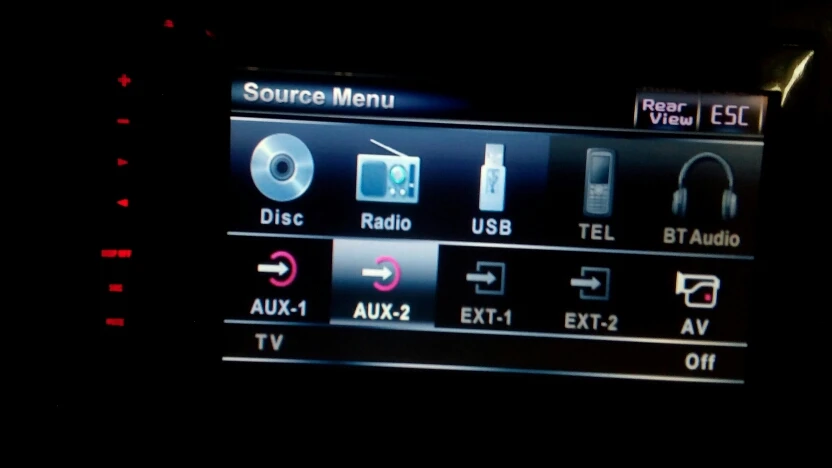 Source Menu
Rear View
ESC
Disc Radio USB TEL BT Audio
AUX-1 AUX-2 EXT-1 EXT-2 AV
TV Off